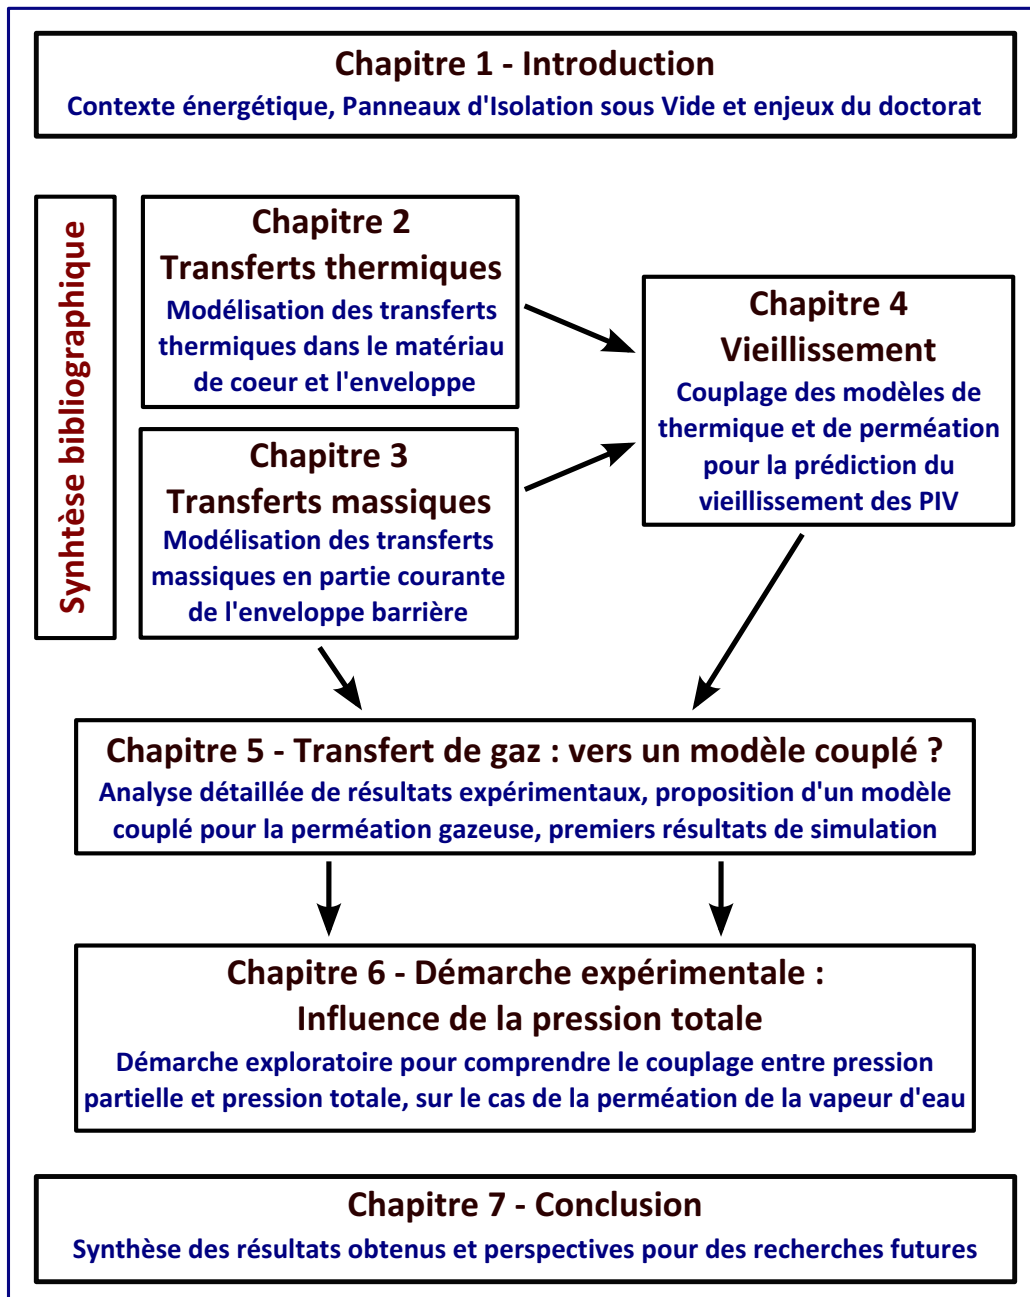 Chapitre 1 - Introduction
Contexte énergétique, Panneaux d'Isolation sous Vide et enjeux du doctorat
Synhtèse bibliographique
Chapitre 2
Transferts thermiques
Modélisation des transferts
thermiques dans le matériau
de coeur et l'enveloppe
Chapitre 3
Transferts massiques
Modélisation des transferts
massiques en partie courante
de l'enveloppe barrière
Chapitre 4
Vieillissement
Couplage des modèles de
thermique et de perméation
pour la prédiction du
vieillissement des PIV
Chapitre 5 - Transfert de gaz : vers un modèle couplé ?
Analyse détaillée de résultats expérimentaux, proposition d'un modèle
couplé pour la perméation gazeuse, premiers résultats de simulation
Chapitre 6 - Démarche expérimentale :
Influence de la pression totale
Démarche exploratoire pour comprendre le couplage entre pression
partielle et pression totale, sur le cas de la perméation de la vapeur d'eau
Chapitre 7 - Conclusion
Synthèse des résultats obtenus et perspectives pour des recherches futures